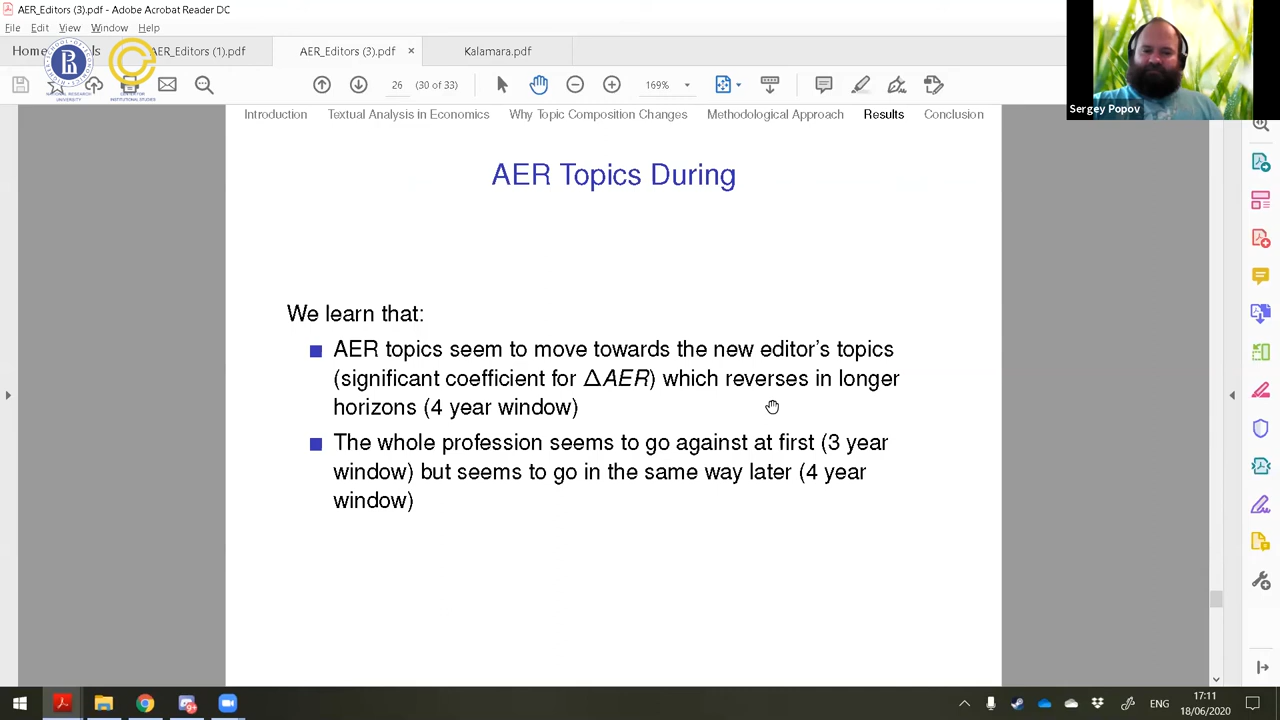 AER_Editors (3).pdf - Adobe Acrobat Reader DC
File Edit View Window Help
AER_Editors (1).pdf AER_Editors (3).pdf × Kalamara.pdf
26 (30 of 33) 169%
Sergey Popov
Introduction Textual Analysis in Economics Why Topic Composition Changes Methodological Approach Results Conclusion
AER Topics During
We learn that:
AER topics seem to move towards the new editor's topics
(significant coefficient for ΔAER) which reverses in longer
horizons (4 year window)
The whole profession seems to go against at first (3 year
window) but seems to go in the same way later (4 year
window)
ENG
17:11
18/06/2020